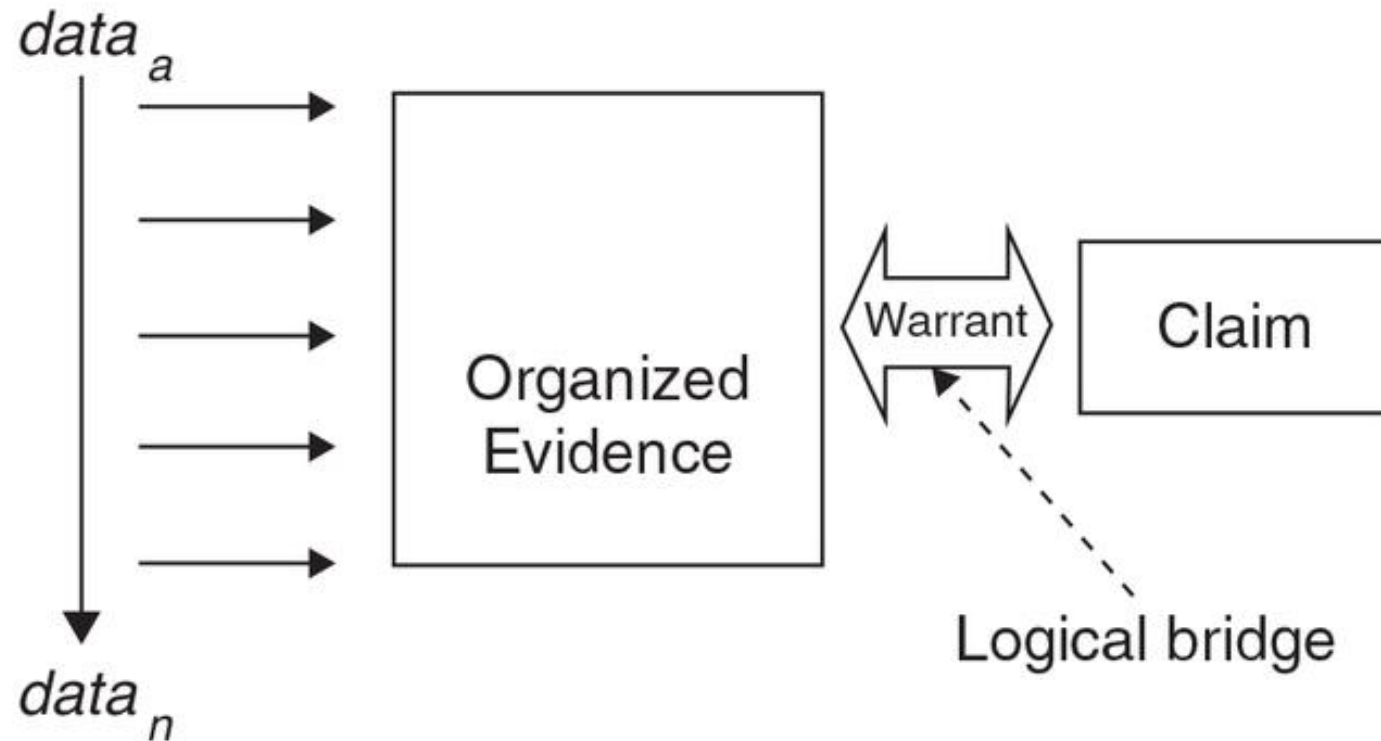 data a
Organized
Evidence
Warrant
Claim
Logical bridge
data n